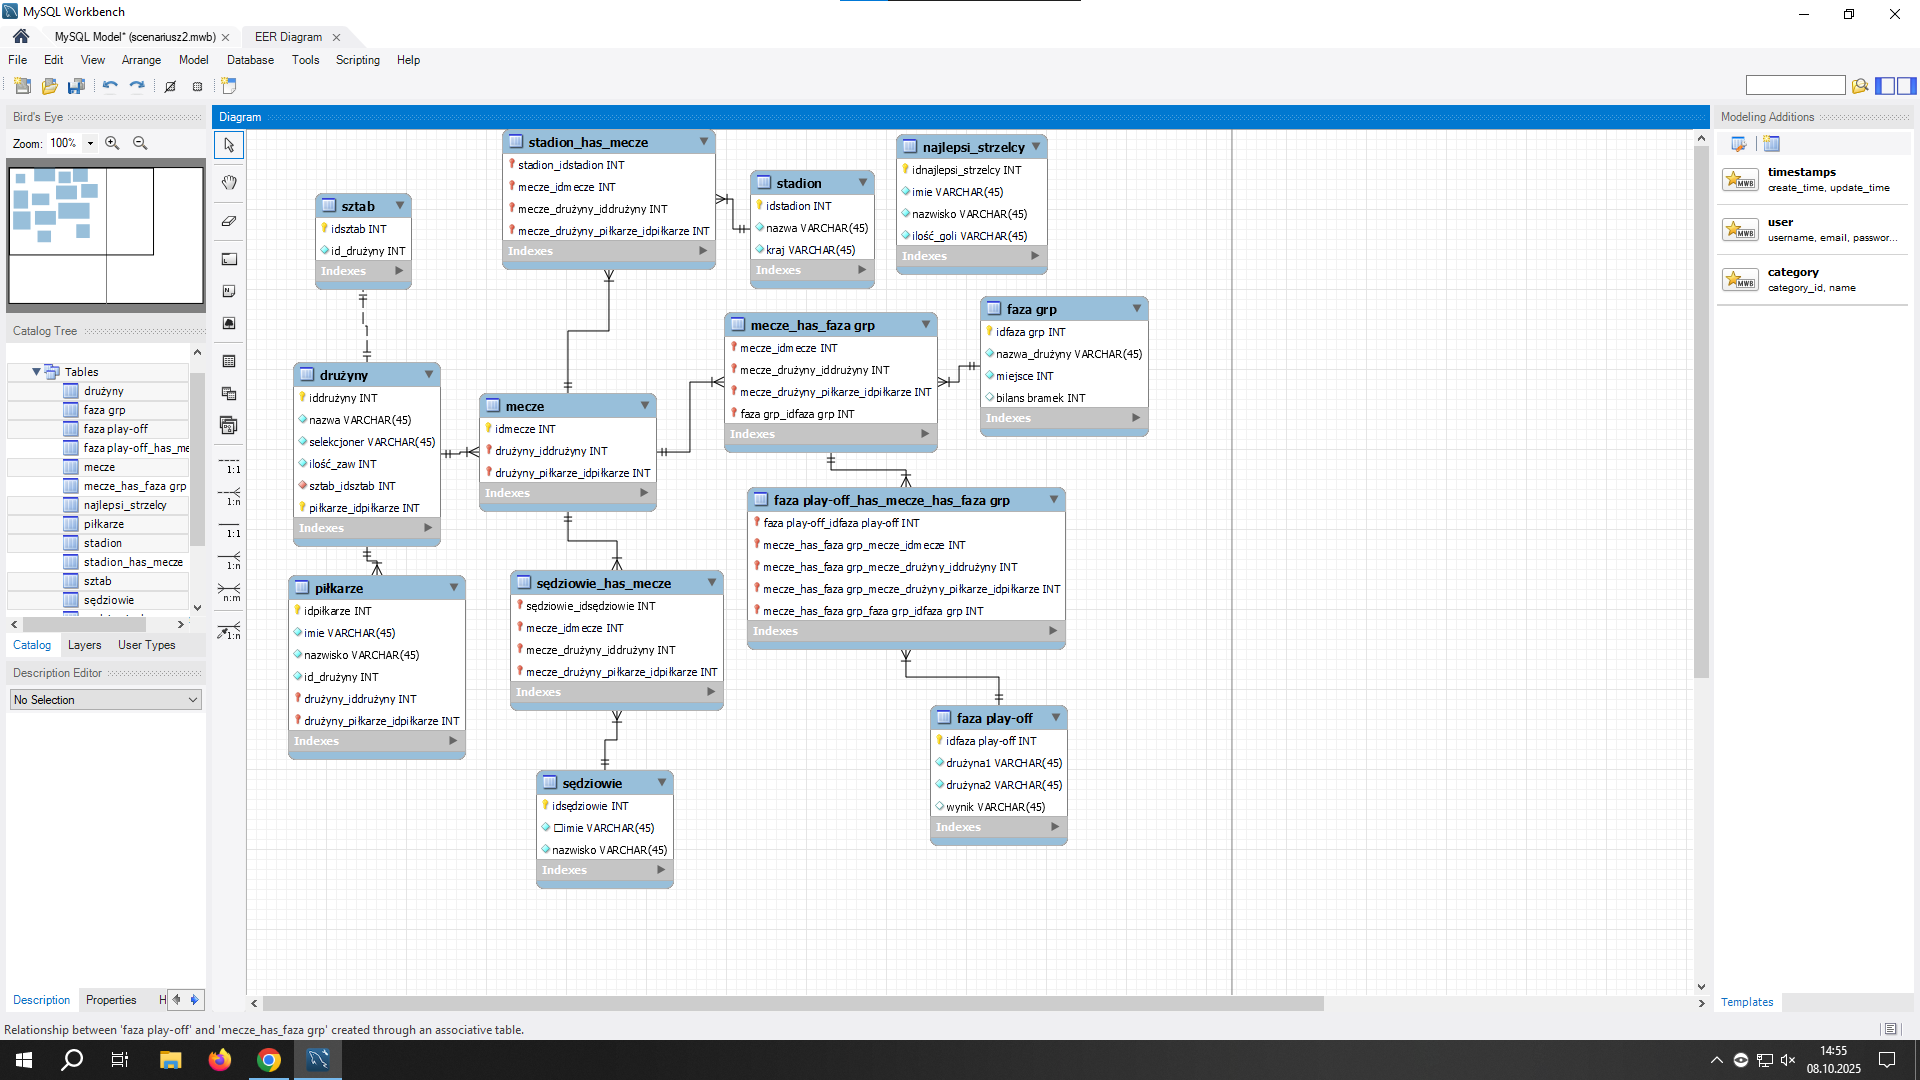 MySQL Workbench
MySQL Model* (scenariusz2.mwb)
EER Diagram
File Edit View Arrange Model Database Tools Scripting Help
Bird's Eye
Zoom: 100%
Catalog Tree
Tables
drużyny
faza grp
faza play-off
faza play-off_has_me
mecze
mecze_has_faza grp
najlepsi_strzelcy
piłkarze
stadion
stadion_has_mecze
sztab
sędziowie
Catalog Layers User Types
Description Editor
No Selection
Description Properties H
Diagram
1:1
1:n
1:1
1:n
n:m
1:n
stadion_has_mecze
stadion_idstadion INT
mecze_idmecze INT
mecze_drużyny_iddrużyny INT
mecze_drużyny_piłkarze_idpiłkarze INT
Indexes
stadion
idstadion INT
nazwa VARCHAR(45)
kraj VARCHAR(45)
Indexes
najlepsi_strzelcy
idnajlepsi_strzelcy INT
imie VARCHAR(45)
nazwisko VARCHAR(45)
ilość_goli VARCHAR(45)
Indexes
sztab
idsztab INT
id_drużyny INT
Indexes
mecze_has_faza grp
mecze_idmecze INT
mecze_drużyny_iddrużyny INT
mecze_drużyny_piłkarze_idpiłkarze INT
faza grp_idfaza grp INT
Indexes
faza grp
idfaza grp INT
nazwa_drużyny VARCHAR(45)
miejsce INT
bilans bramek INT
Indexes
drużyny
iddrużyny INT
nazwa VARCHAR(45)
selekcjoner VARCHAR(45)
ilość_zaw INT
sztab_idsztab INT
piłkarze_idpiłkarze INT
Indexes
mecze
idmecze INT
drużyny_iddrużyny INT
drużyny_piłkarze_idpiłkarze INT
Indexes
faza play-off_has_mecze_has_faza grp
faza play-off_idfaza play-off INT
mecze_has_faza grp_mecze_idmecze INT
mecze_has_faza grp_mecze_drużyny_iddrużyny INT
mecze_has_faza grp_mecze_drużyny_piłkarze_idpiłkarze INT
mecze_has_faza grp_faza grp_idfaza grp INT
Indexes
piłkarze
idpiłkarze INT
imie VARCHAR(45)
nazwisko VARCHAR(45)
id_drużyny INT
drużyny_iddrużyny INT
drużyny_piłkarze_idpiłkarze INT
Indexes
sędziowie_has_mecze
sędziowie_idsędziowie INT
mecze_idmecze INT
mecze_drużyny_iddrużyny INT
mecze_drużyny_piłkarze_idpiłkarze INT
Indexes
faza play-off
idfaza play-off INT
drużyna1 VARCHAR(45)
drużyna2 VARCHAR(45)
wynik VARCHAR(45)
Indexes
sędziowie
idsędziowie INT
imie VARCHAR(45)
nazwisko VARCHAR(45)
Indexes
Modeling Additions
MWB
timestamps
create_time, update_time
MWB
user
username, email, passwor...
MWB
category
category_id, name
Templates
Relationship between 'faza play-off' and 'mecze_has_faza grp' created through an associative table.
14:55
08.10.2025